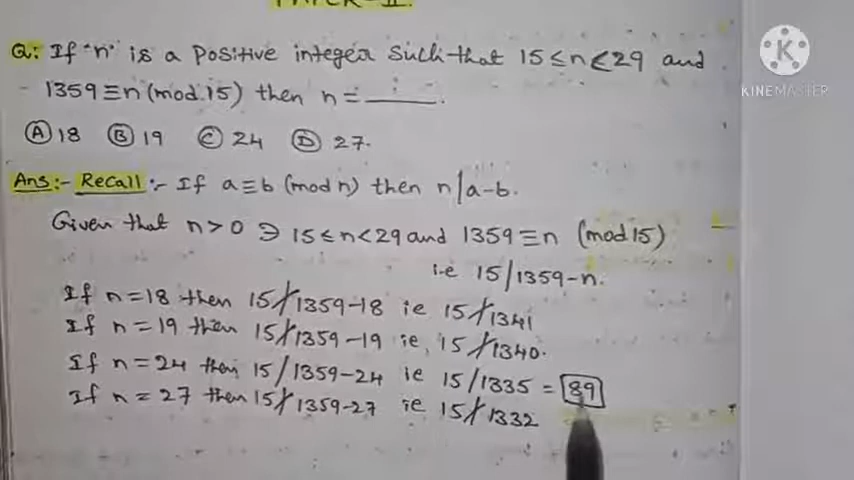 Q: If "n" is a positive integer such that 15 ≤ n < 29 and
1359 ≡ n (mod 15) then n = ______.
Ⓐ 18 Ⓑ 19 Ⓒ 24 Ⓓ 27.
Ans:- Recall:- If a ≡ b (mod n) then n | a-b.
Given that n > 0 ∋ 15 ≤ n < 29 and 1359 ≡ n (mod 15)
i.e 15 / 1359-n.
If n = 18 then 15 ∤ 1359-18 ie 15 ∤ 1341
If n = 19 then 15 ∤ 1359-19 ie, 15 ∤ 1340.
If n = 24 then 15 / 1359-24 ie 15 / 1335 = 89
If n = 27 then 15 ∤ 1359-27 ie 15 ∤ 1332
KINEMASTER